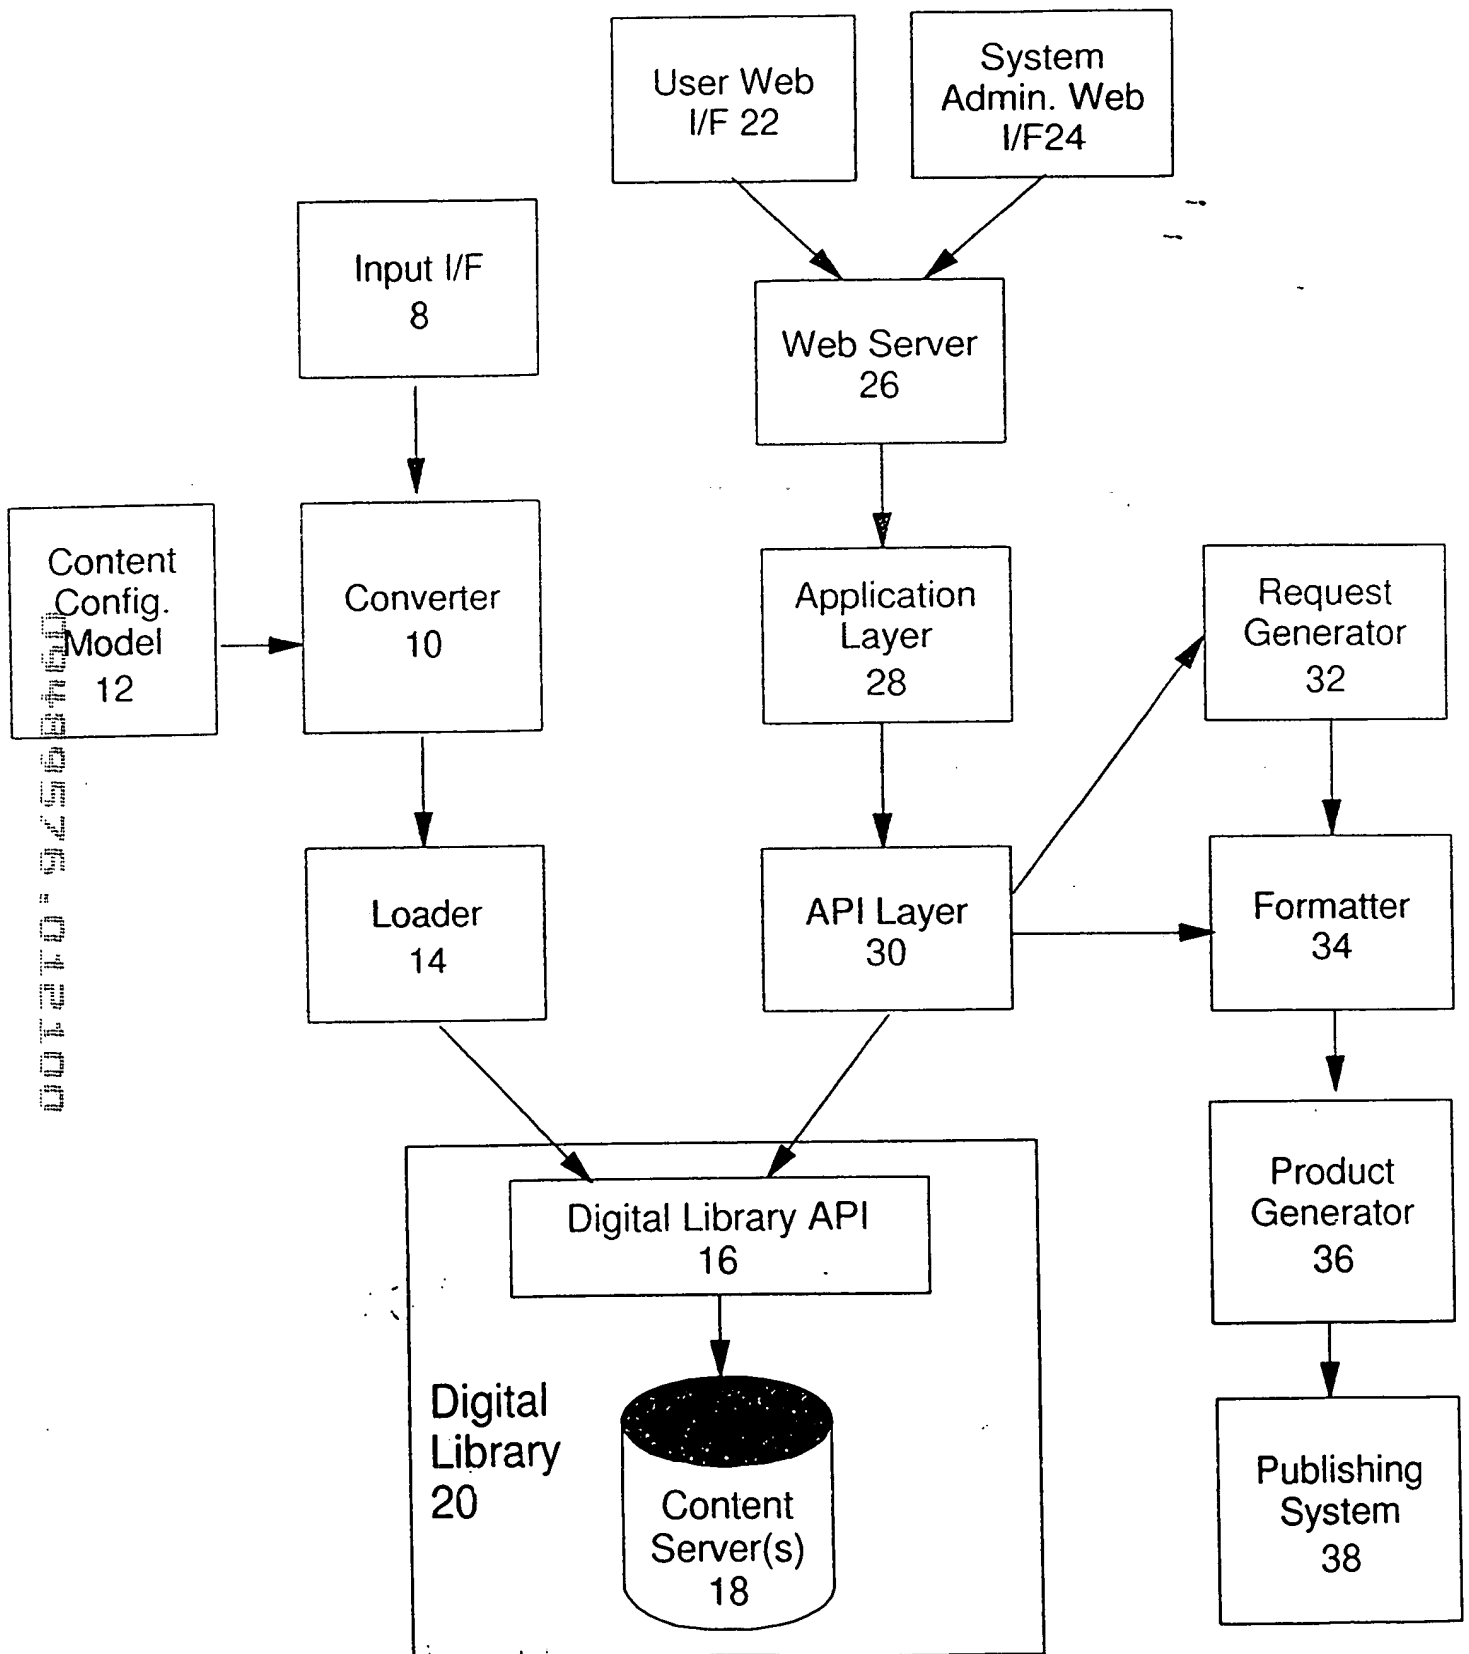 User Web
I/F 22
System
Admin. Web
I/F24
Input I/F
8
Web Server
26
Content
Config.
Model
12
Converter
10
Application
Layer
28
Request
Generator
32
Loader
14
API Layer
30
Formatter
34
Digital Library API
16
Product
Generator
36
Digital
Library
20
Content
Server(s)
18
Publishing
System
38
09489576.012100